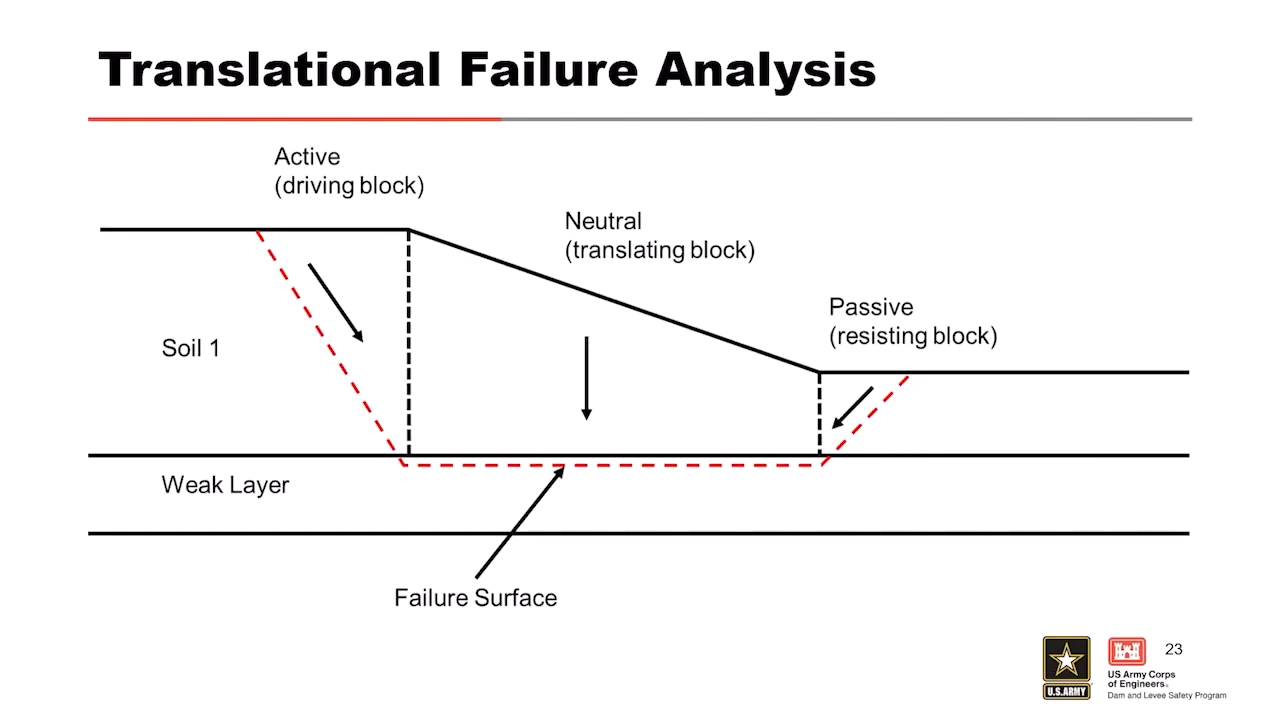 Translational Failure Analysis
Active
(driving block)
Neutral
(translating block)
Passive
(resisting block)
Soil 1
Weak Layer
Failure Surface
23
U.S.ARMY
US Army Corps
of Engineers®
Dam and Levee Safety Program